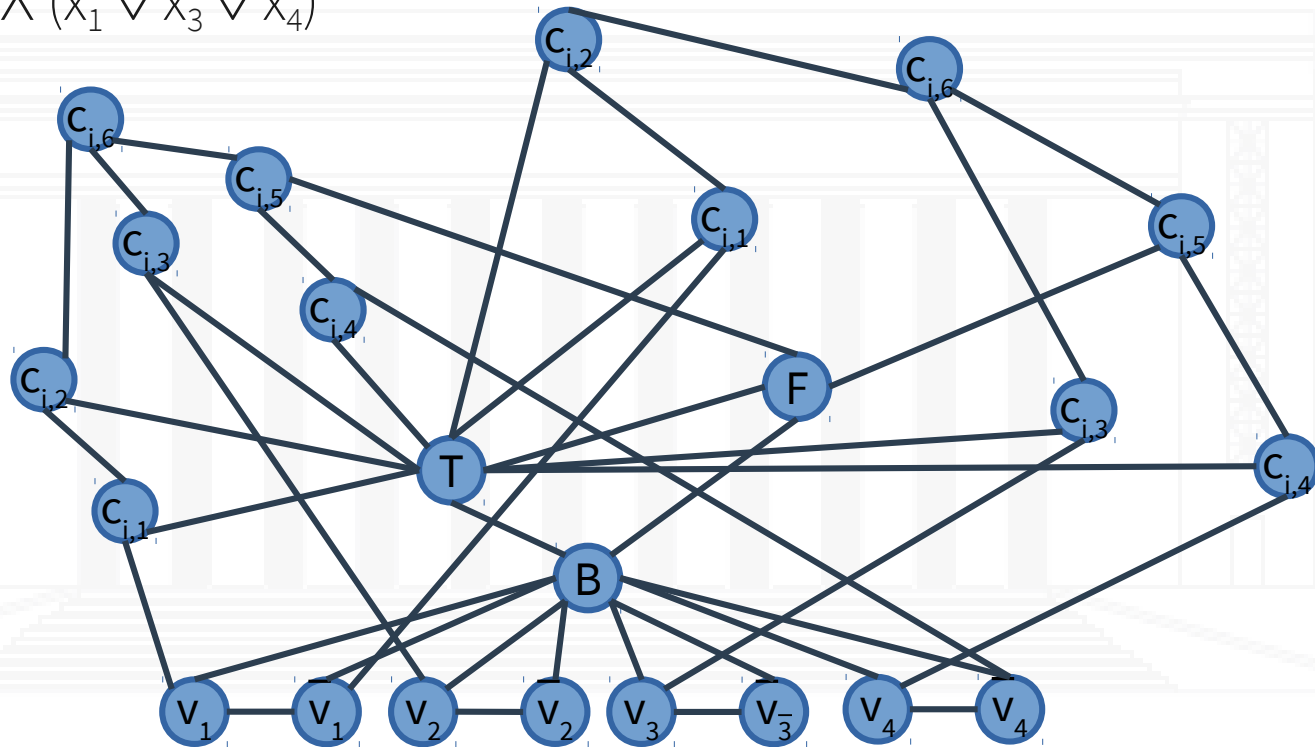 ∧ (x₁ ∨ x₃ ∨ x₄)
C_{i,2}
C_{i,6}
C_{i,6}
C_{i,5}
C_{i,1}
C_{i,5}
C_{i,3}
C_{i,4}
C_{i,2}
F
C_{i,3}
T
C_{i,4}
C_{i,1}
B
v₁ v̅₁ v₂ v̅₂ v₃ v̅₃ v₄ v̅₄